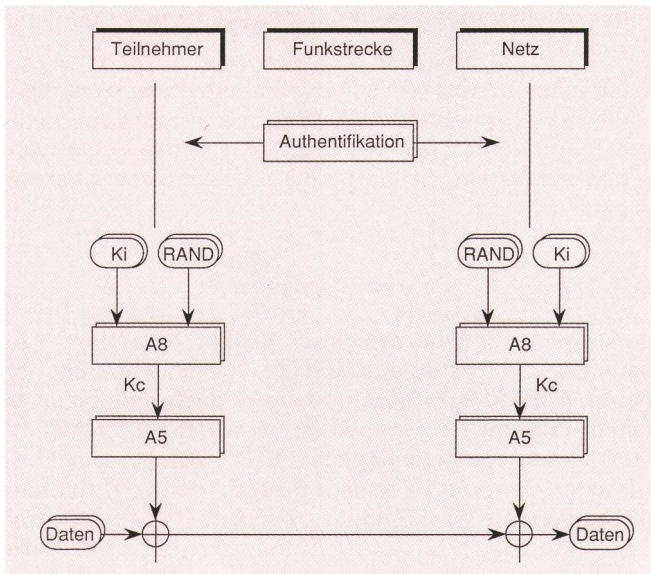 Teilnehmer Funkstrecke Netz
Authentifikation
Ki RAND RAND Ki
A8 A8
Kc Kc
A5 A5
Daten Daten